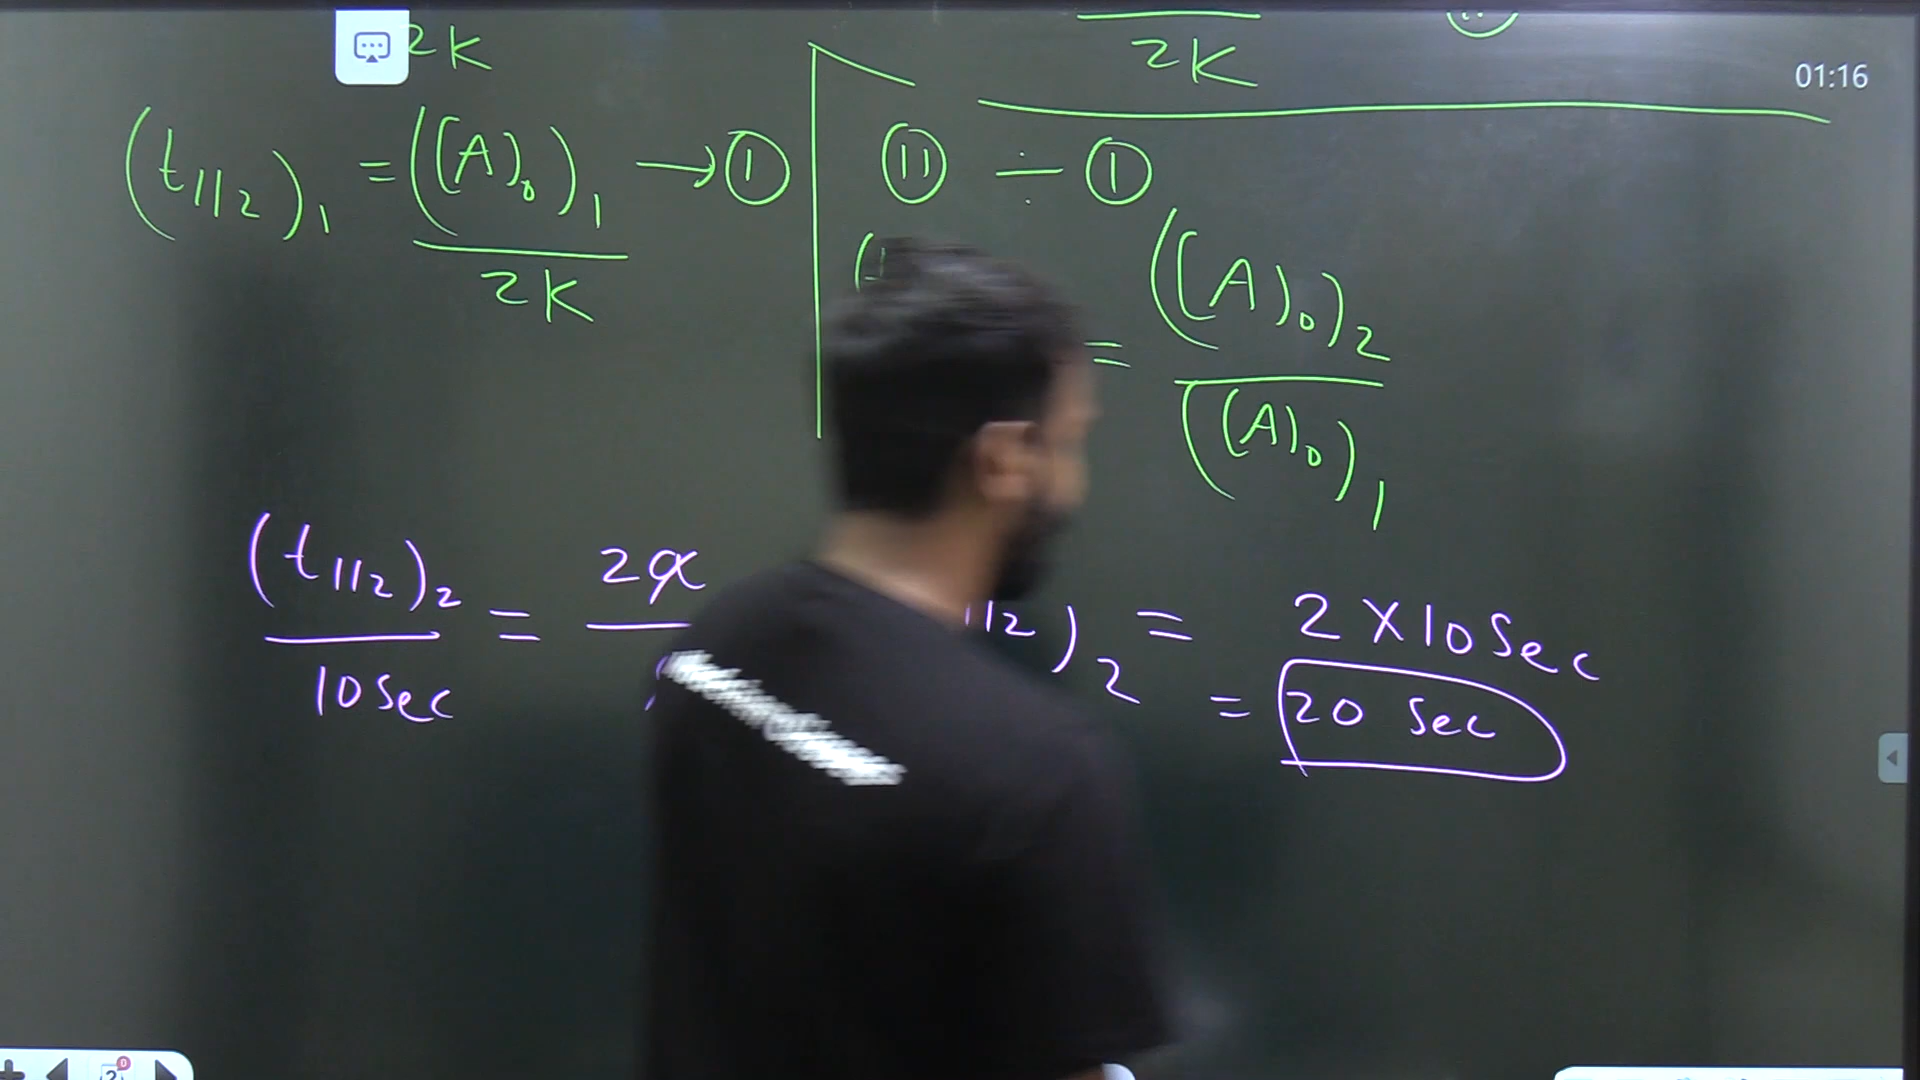 2K
2K
01:16
(t1/2)1 = ([A]0)1 → ①
2K
⑪ ÷ ①
= ([A]0)2
([A]0)1
(t1/2)2 = 2x
10 sec
1/2)2 = 2 × 10 Sec
= 20 Sec